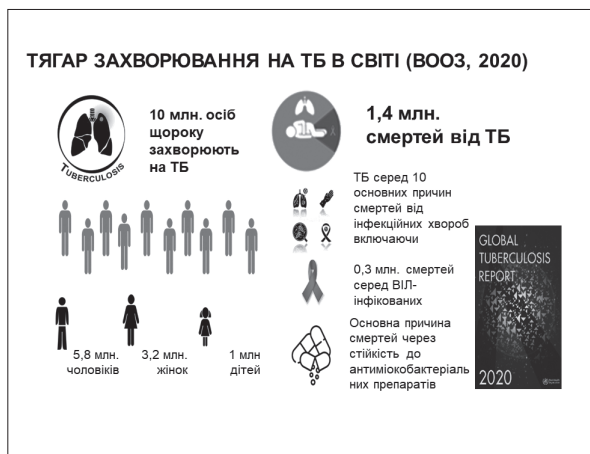 ТЯГАР ЗАХВОРЮВАННЯ НА ТБ В СВІТІ (ВООЗ, 2020)
TUBERCULOSIS
10 млн. осіб
щороку
захворюють
на ТБ
5,8 млн.
чоловіків
3,2 млн.
жінок
1 млн
дітей
1,4 млн.
смертей від ТБ
ТБ серед 10
основних причин
смертей від
інфекційних хвороб
включаючи
0,3 млн. смертей
серед ВІЛ-
інфікованих
Основна причина
смертей через
стійкість до
антиміокобактеріаль
них препаратів
GLOBAL
TUBERCULOSIS
REPORT
2020